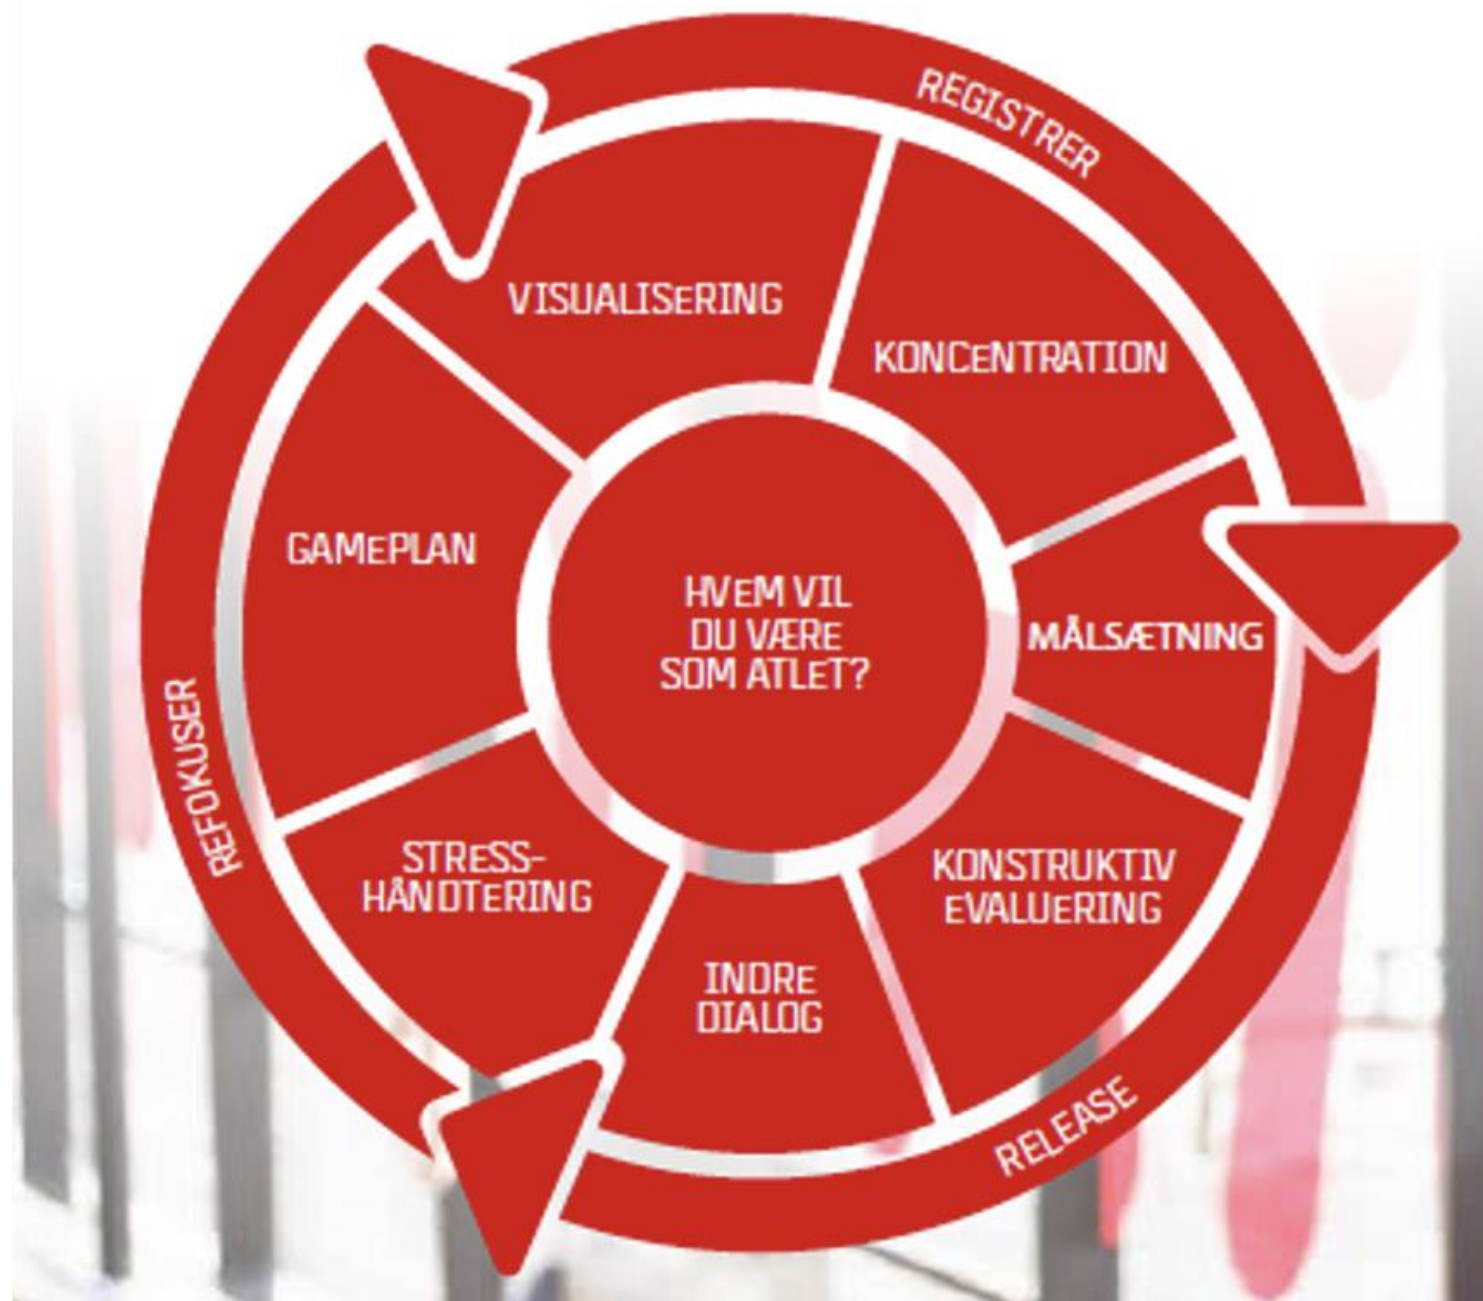 REGISTRER
VISUALISERING
KONCENTRATION
GAMEPLAN
HVEM VIL
DU VÆRE
SOM ATLET?
MÅLSÆTNING
REFOKUSER
STRESS-
HÅNDTERING
KONSTRUKTIV
EVALUERING
INDRE
DIALOG
RELEASE